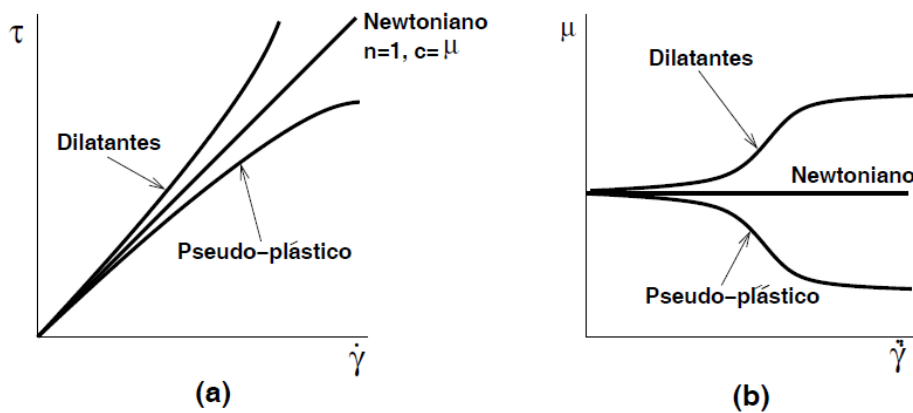 τ
Newtoniano
n=1, c= μ
Dilatantes
Pseudo-plástico
γ̇
(a)
μ
Dilatantes
Newtoniano
Pseudo-plástico
γ̇
(b)